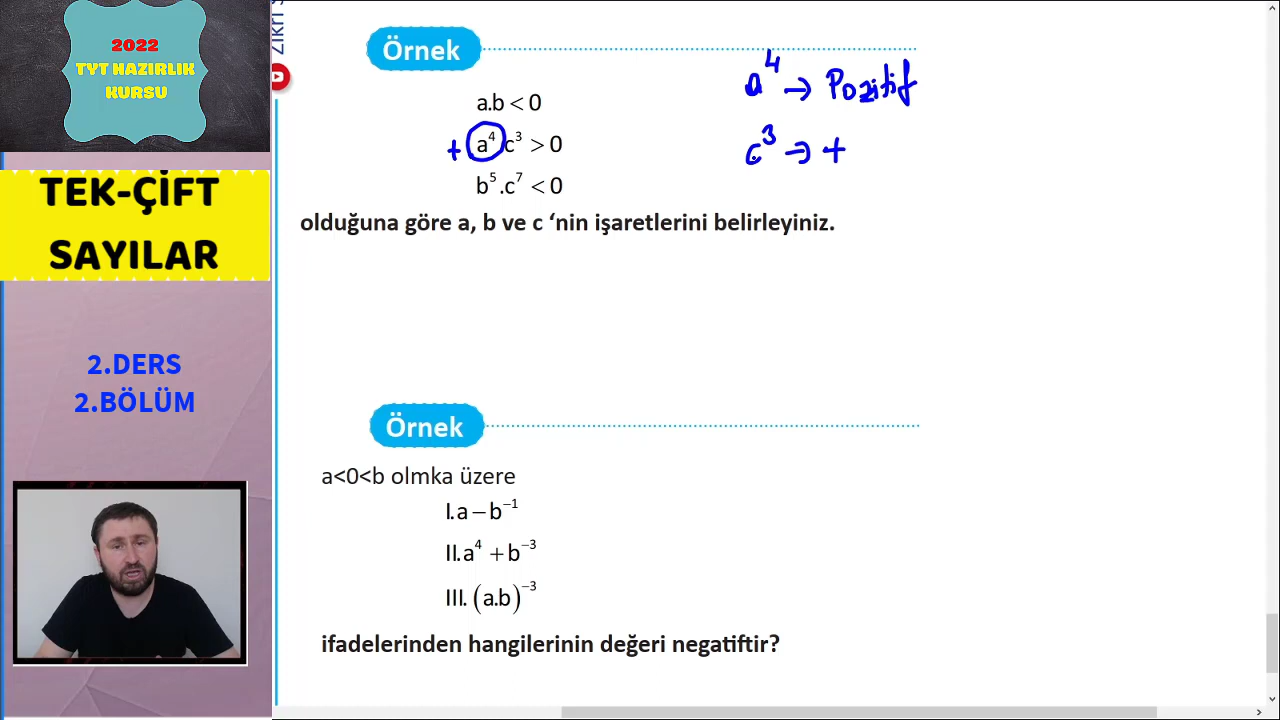 2022
TYT HAZIRLIK
KURSU
TEK-ÇİFT
SAYILAR
2.DERS
2.BÖLÜM
Örnek
a.b < 0
+ a⁴ c³ > 0
b⁵.c⁷ < 0
olduğuna göre a, b ve c ‘nin işaretlerini belirleyiniz.
a⁴ → Pozitif
c³ → +
Örnek
a<0<b olmka üzere
I.a − b⁻¹
II.a⁴ + b⁻³
III. (a.b)⁻³
ifadelerinden hangilerinin değeri negatiftir?